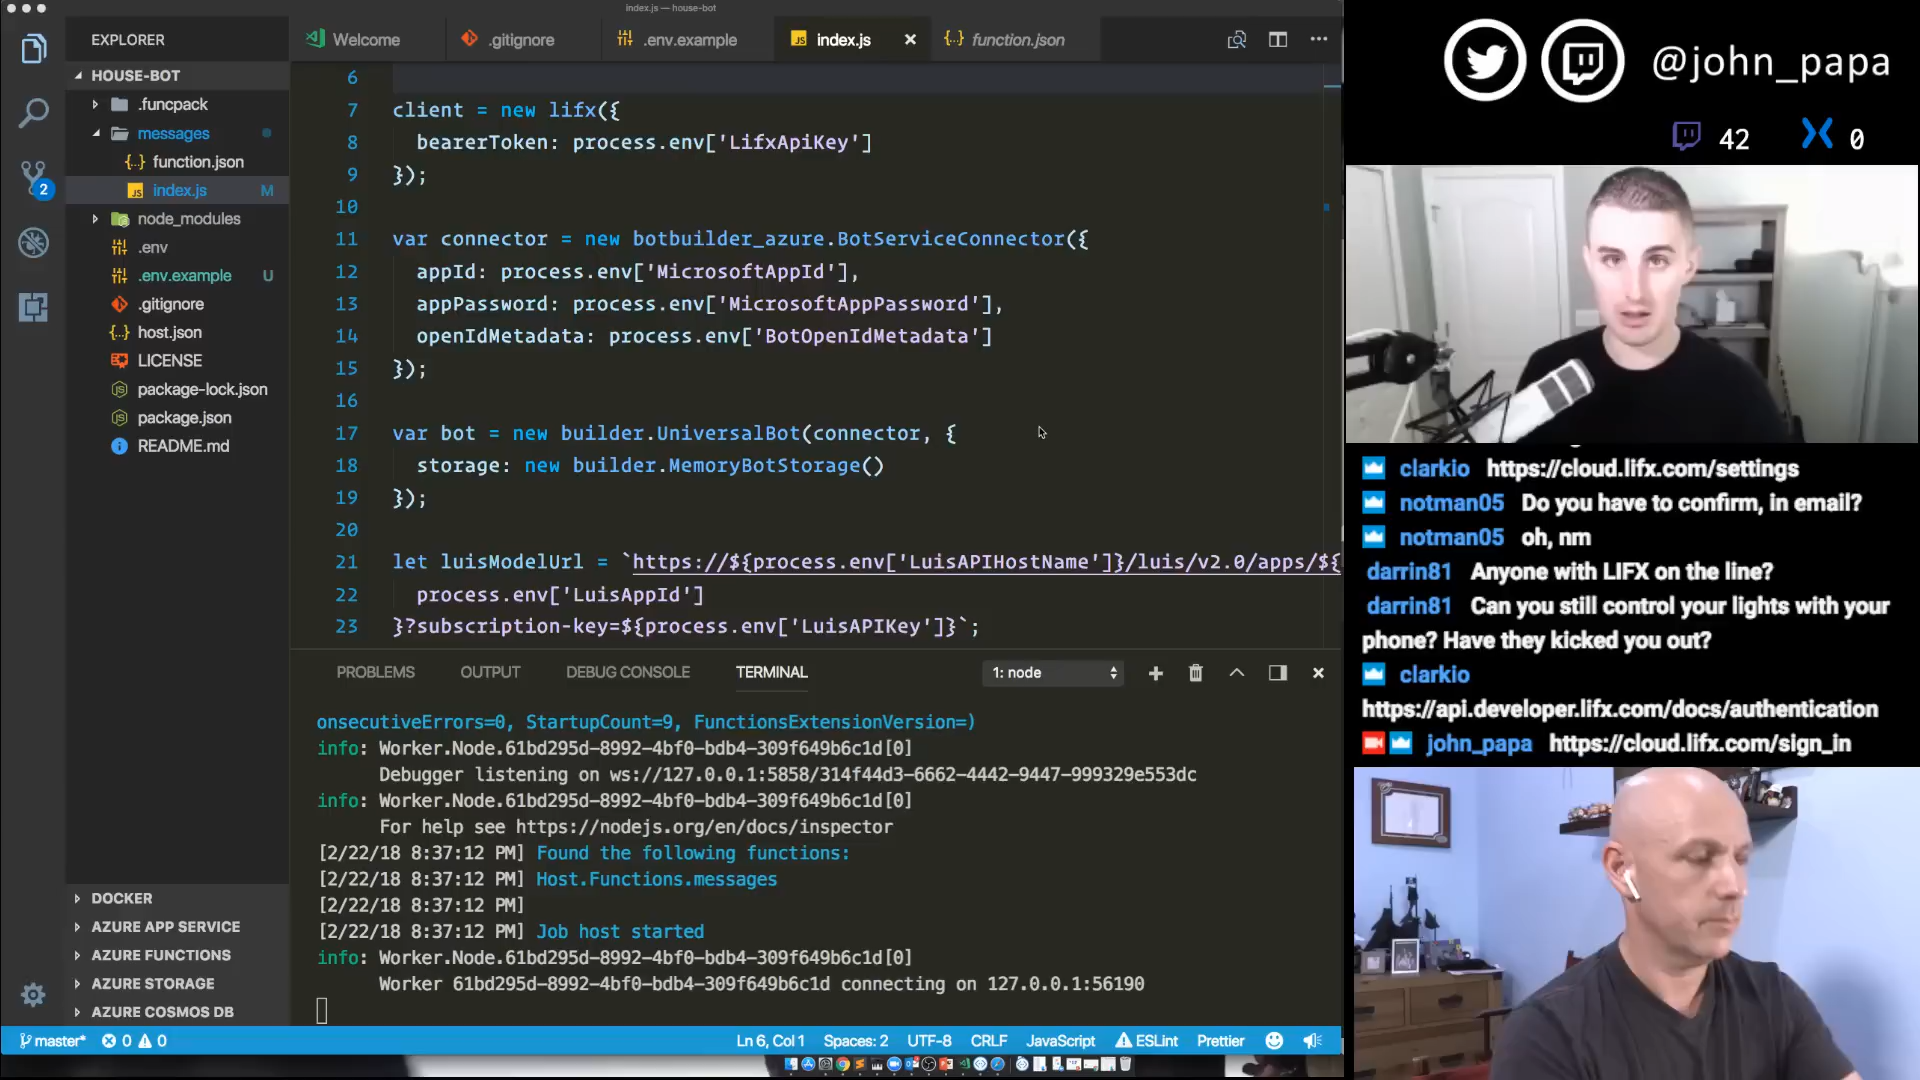 index.js — house-bot
EXPLORER
HOUSE-BOT
.funcpack
messages
function.json
index.js M
node_modules
.env
.env.example U
.gitignore
host.json
LICENSE
package-lock.json
package.json
README.md
DOCKER
AZURE APP SERVICE
AZURE FUNCTIONS
AZURE STORAGE
AZURE COSMOS DB
2
Welcome
.gitignore
.env.example
index.js
function.json
6
7 client = new lifx({
8 bearerToken: process.env['LifxApiKey']
9 });
10
11 var connector = new botbuilder_azure.BotServiceConnector({
12 appId: process.env['MicrosoftAppId'],
13 appPassword: process.env['MicrosoftAppPassword'],
14 openIdMetadata: process.env['BotOpenIdMetadata']
15 });
16
17 var bot = new builder.UniversalBot(connector, {
18 storage: new builder.MemoryBotStorage()
19 });
20
21 let luisModelUrl = `https://${process.env['LuisAPIHostName']}/luis/v2.0/apps/${
22 process.env['LuisAppId']
23 }?subscription-key=${process.env['LuisAPIKey']}`;
PROBLEMS
OUTPUT
DEBUG CONSOLE
TERMINAL
1: node
onsecutiveErrors=0, StartupCount=9, FunctionsExtensionVersion=)
info: Worker.Node.61bd295d-8992-4bf0-bdb4-309f649b6c1d[0]
Debugger listening on ws://127.0.0.1:5858/314f44d3-6662-4442-9447-999329e553dc
info: Worker.Node.61bd295d-8992-4bf0-bdb4-309f649b6c1d[0]
For help see https://nodejs.org/en/docs/inspector
[2/22/18 8:37:12 PM] Found the following functions:
[2/22/18 8:37:12 PM] Host.Functions.messages
[2/22/18 8:37:12 PM]
[2/22/18 8:37:12 PM] Job host started
info: Worker.Node.61bd295d-8992-4bf0-bdb4-309f649b6c1d[0]
Worker 61bd295d-8992-4bf0-bdb4-309f649b6c1d connecting on 127.0.0.1:56190
master* 0 0
Ln 6, Col 1
Spaces: 2
UTF-8
CRLF
JavaScript
ESLint
Prettier
@john_papa
42
0
clarkio https://cloud.lifx.com/settings
notman05 Do you have to confirm, in email?
notman05 oh, nm
darrin81 Anyone with LIFX on the line?
darrin81 Can you still control your lights with your
phone? Have they kicked you out?
clarkio
https://api.developer.lifx.com/docs/authentication
john_papa https://cloud.lifx.com/sign_in